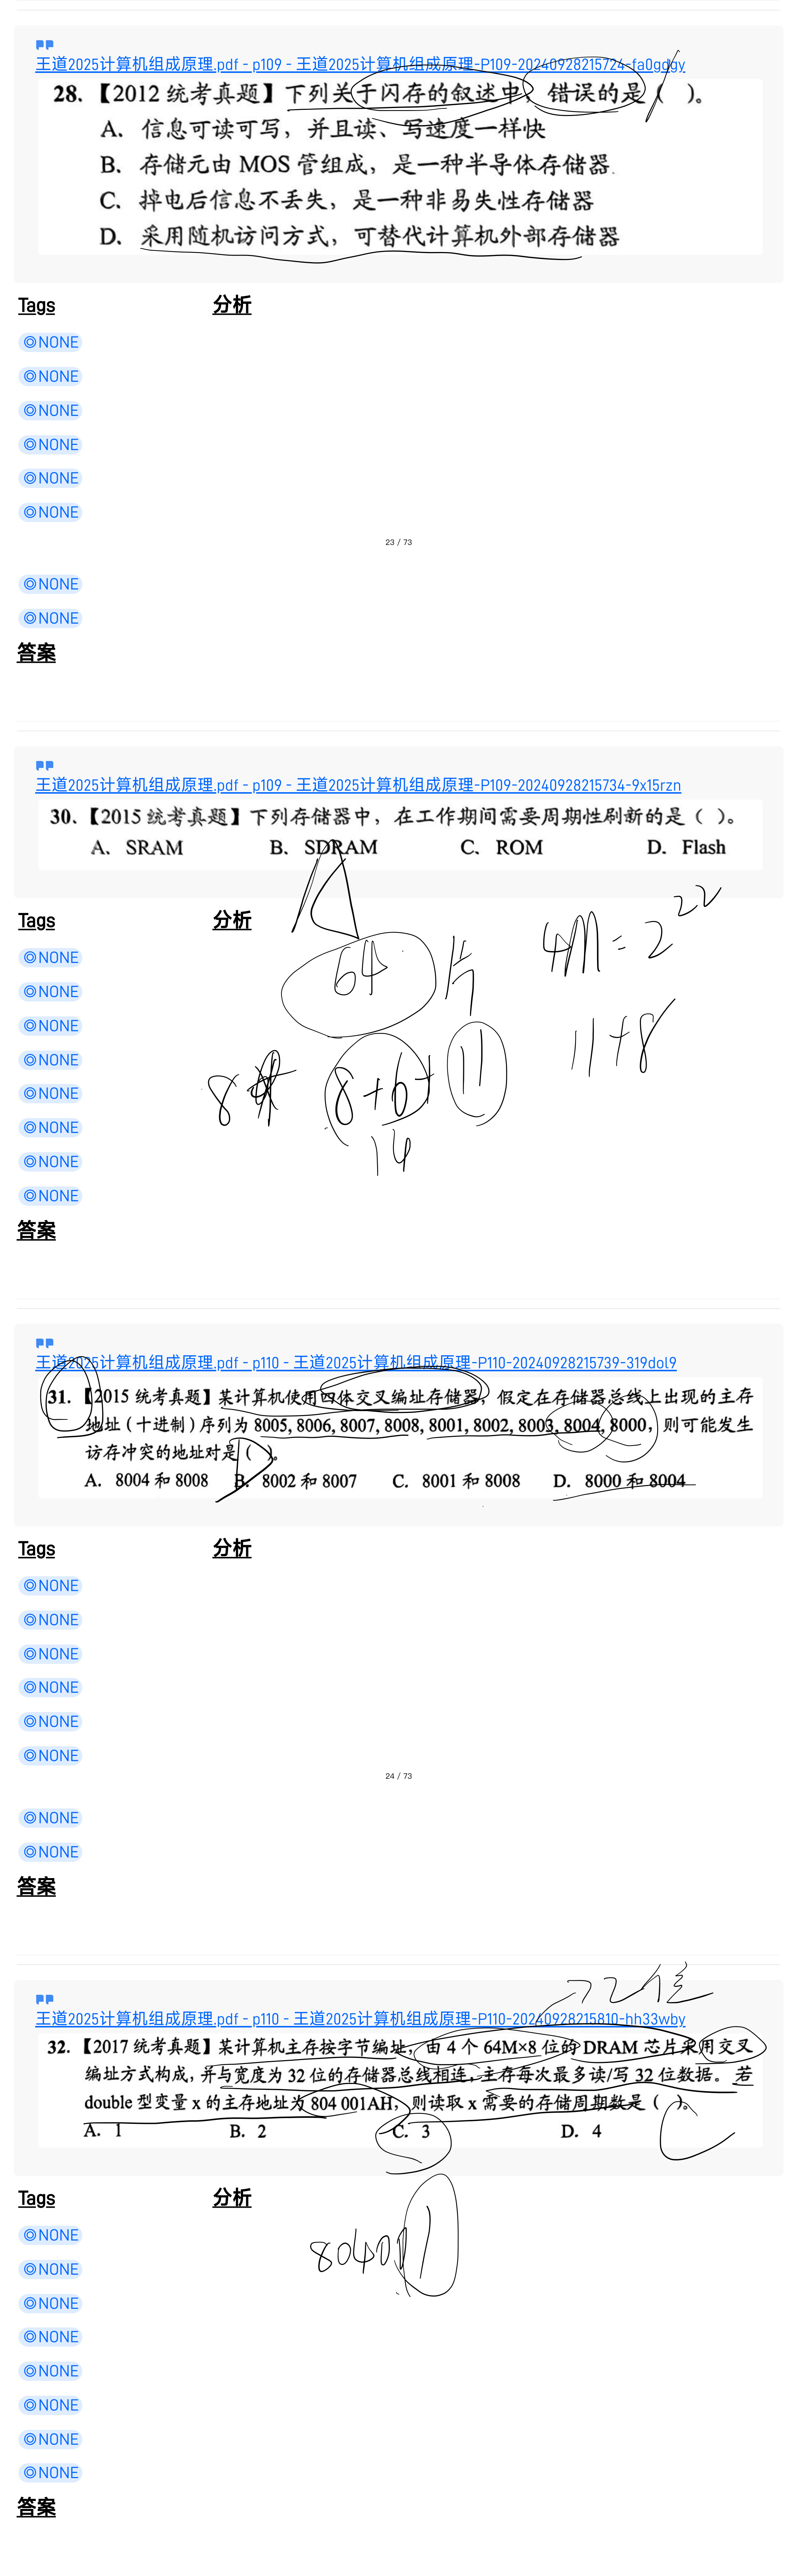 王道2025计算机组成原理.pdf - p109 - 王道2025计算机组成原理-P109-20240928215724-fa0gdgy
28.【2012 统考真题】下列关于闪存的叙述中，错误的是（ ）。
A. 信息可读可写，并且读、写速度一样快
B. 存储元由 MOS 管组成，是一种半导体存储器
C. 掉电后信息不丢失，是一种非易失性存储器
D. 采用随机访问方式，可替代计算机外部存储器
Tags 分析
◎NONE
◎NONE
◎NONE
◎NONE
◎NONE
◎NONE
23 / 73
◎NONE
◎NONE
答案
王道2025计算机组成原理.pdf - p109 - 王道2025计算机组成原理-P109-20240928215734-9x15rzn
30.【2015 统考真题】下列存储器中，在工作期间需要周期性刷新的是（ ）。
A. SRAM B. SDRAM C. ROM D. Flash
Tags 分析
64 片
4M = 2^22
11+8
8+6+11
14
◎NONE
◎NONE
◎NONE
◎NONE
◎NONE
◎NONE
◎NONE
◎NONE
答案
王道2025计算机组成原理.pdf - p110 - 王道2025计算机组成原理-P110-20240928215739-319dol9
31.【2015 统考真题】某计算机使用四体交叉编址存储器，假定在存储器总线上出现的主存
地址（十进制）序列为 8005, 8006, 8007, 8008, 8001, 8002, 8003, 8004, 8000，则可能发生
访存冲突的地址对是（ ）。
A. 8004 和 8008 B. 8002 和 8007 C. 8001 和 8008 D. 8000 和 8004
Tags 分析
◎NONE
◎NONE
◎NONE
◎NONE
◎NONE
◎NONE
24 / 73
◎NONE
◎NONE
答案
王道2025计算机组成原理.pdf - p110 - 王道2025计算机组成原理-P110-20240928215810-hh33wby
32.【2017 统考真题】某计算机主存按字节编址，由 4 个 64M×8 位的 DRAM 芯片采用交叉
编址方式构成，并与宽度为 32 位的存储器总线相连，主存每次最多读/写 32 位数据。若
double 型变量 x 的主存地址为 804 001AH，则读取 x 需要的存储周期数是（ ）。
A. 1 B. 2 C. 3 D. 4
Tags 分析
◎NONE
◎NONE
◎NONE
◎NONE
◎NONE
◎NONE
◎NONE
◎NONE
答案